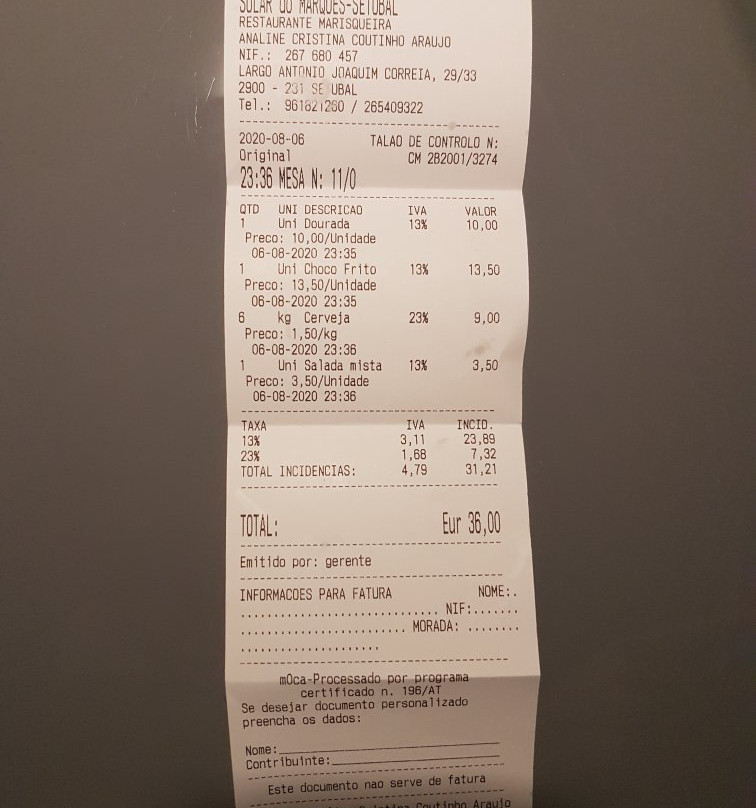 SOLAR DO MARQUES-SETUBAL
RESTAURANTE MARISQUEIRA
ANALINE CRISTINA COUTINHO ARAUJO
NIF.: 267 680 457
LARGO ANTONIO JOAQUIM CORREIA, 29/33
2900 - 231 SETUBAL
Tel.: 961821260 / 265409322
2020-08-06 TALAO DE CONTROLO N:
Original CM 2B2001/3274
23:36 MESA N: 11/0
QTD UNI DESCRICAO IVA VALOR
1 Uni Dourada 13% 10,00
Preco: 10,00/Unidade
06-08-2020 23:35
1 Uni Choco Frito 13% 13,50
Preco: 13,50/Unidade
06-08-2020 23:35
6 kg Cerveja 23% 9,00
Preco: 1,50/kg
06-08-2020 23:36
1 Uni Salada mista 13% 3,50
Preco: 3,50/Unidade
06-08-2020 23:36
TAXA IVA INCID.
13% 3,11 23,89
23% 1,68 7,32
TOTAL INCIDENCIAS: 4,79 31,21
TOTAL: Eur 36,00
Emitido por: gerente
INFORMACOES PARA FATURA NOME:.
............................... NIF:.......
.......................... MORADA: ........
......................
mOca-Processado por programa
certificado n. 196/AT
Se desejar documento personalizado
preencha os dados:
Nome:
Contribuinte:
Este documento nao serve de fatura
Coutinho Araujo